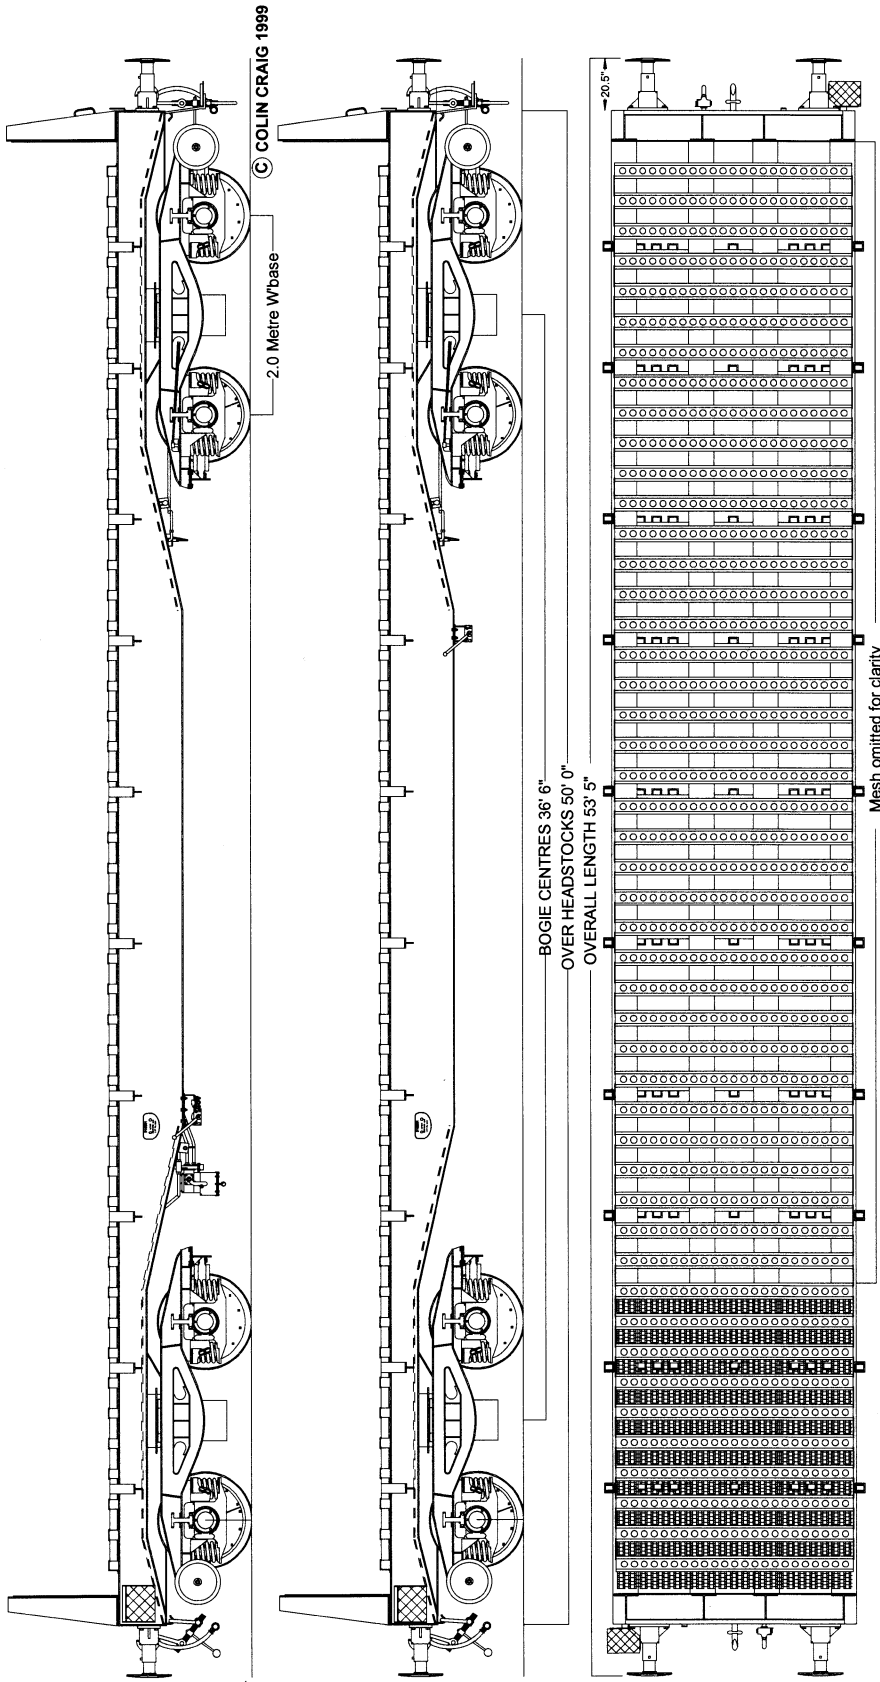 © COLIN CRAIG 1999
2.0 Metre W'base
BOGIE CENTRES 36' 6"
OVER HEADSTOCKS 50' 0"
OVERALL LENGTH 53' 5"
20.5"
Mesh omitted for clarity